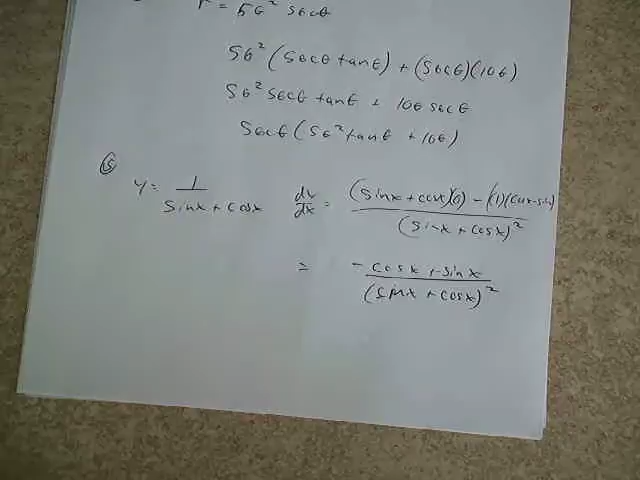 r = 5θ² secθ
5θ² (secθ tanθ) + (secθ)(10θ)
5θ² secθ tanθ + 10θ secθ
secθ (5θ² tanθ + 10θ)
⑤ y = 1/(sinx + cosx) dy/dx = ((sinx + cosx)(0) - (1)(cosx-sinx))/(sinx + cosx)²
= (-cosx + sinx)/(sinx + cosx)²